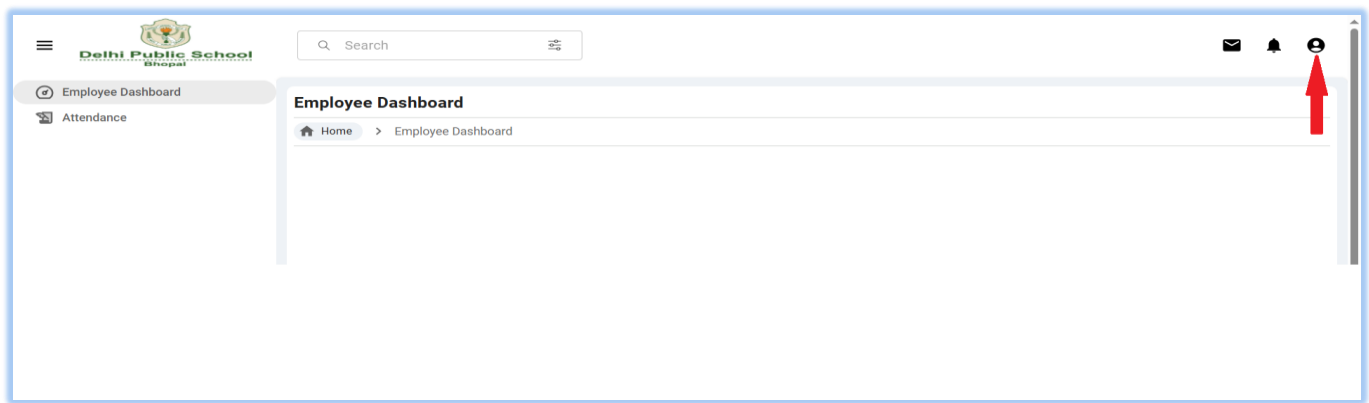 Delhi Public School
Bhopal
Search
Employee Dashboard
Attendance
Employee Dashboard
Home > Employee Dashboard